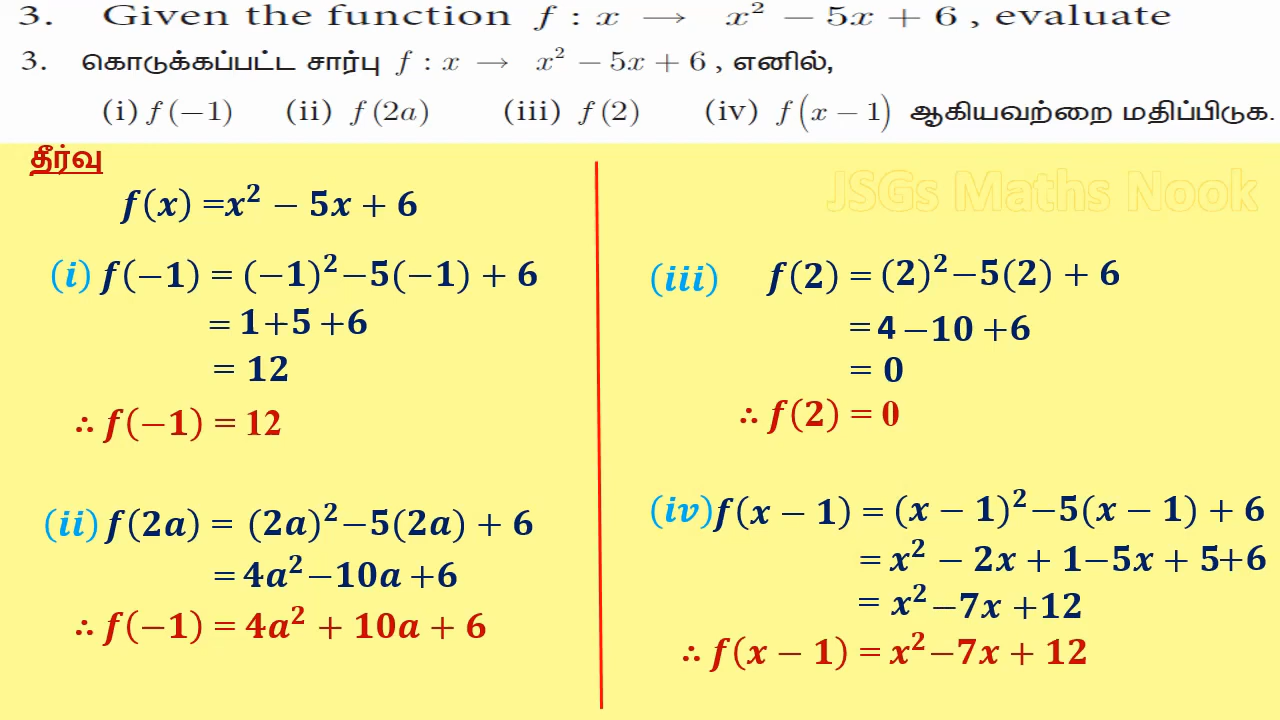 3. Given the function f : x → x² − 5x + 6 , evaluate
3. கொடுக்கப்பட்ட சார்பு f : x → x² − 5x + 6 , எனில்,
(i) f(−1) (ii) f(2a) (iii) f(2) (iv) f(x − 1) ஆகியவற்றை மதிப்பிடுக.
தீர்வு
JSGs Maths Nook
f(x) =x² − 5x + 6
(i) f(−1) = (−1)² −5(−1) + 6
= 1+5 +6
= 12
∴ f(−1) = 12
(ii) f(2a) = (2a)² −5(2a) + 6
= 4a² −10a +6
∴ f(−1) = 4a² + 10a + 6
(iii) f(2) = (2)² −5(2) + 6
= 4 −10 +6
= 0
∴ f(2) = 0
(iv) f(x − 1) = (x − 1)² −5(x − 1) + 6
= x² − 2x + 1−5x + 5+6
= x² −7x +12
∴ f(x − 1) = x² −7x + 12